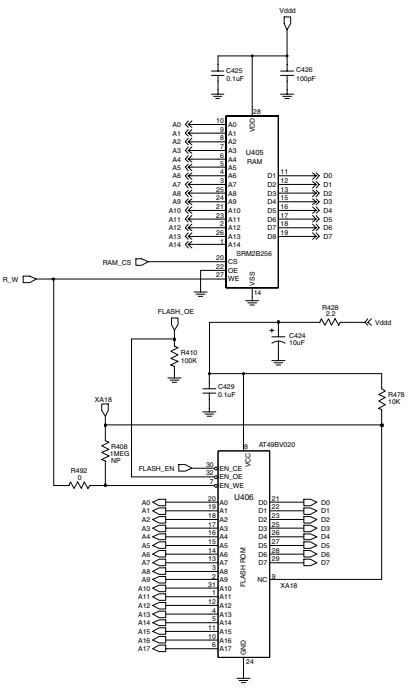 Vddd
C425
0.1uF
C426
100pF
28
VDD
U405
RAM
A0 10 A0
A1 9 A1
A2 8 A2
A3 7 A3
A4 6 A4
A5 5 A5
A6 4 A6
A7 3 A7
A8 25 A8
A9 24 A9
A10 21 A10
A11 23 A11
A12 2 A12
A13 26 A13
A14 1 A14
D1 11 D0
D2 12 D1
D3 13 D2
D4 15 D3
D5 16 D4
D6 17 D5
D7 18 D6
D8 19 D7
SRM2B256
RAM_CS 20 CS
22 OE
R_W 27 WE
VSS
14
FLASH_OE
R410
100K
R428
2.2
Vddd
C424
10uF
C429
0.1uF
R478
10K
XA18
R408
1MEG
NP
R492
0
8
VCC
AT49BV020
FLASH_EN 30 EN_CE
32 EN_OE
7 EN_WE
U406
FLASH ROM
A0 20 A0
A1 19 A1
A2 18 A2
A3 17 A3
A4 16 A4
A5 15 A5
A6 14 A6
A7 13 A7
A8 3 A8
A9 2 A9
A10 31 A10
A11 1 A11
A12 12 A12
A13 4 A13
A14 5 A14
A15 11 A15
A16 10 A16
A17 6 A17
D0 21 D0
D1 22 D1
D2 23 D2
D3 25 D3
D4 26 D4
D5 27 D5
D6 28 D6
D7 29 D7
NC 9
XA18
GND
24